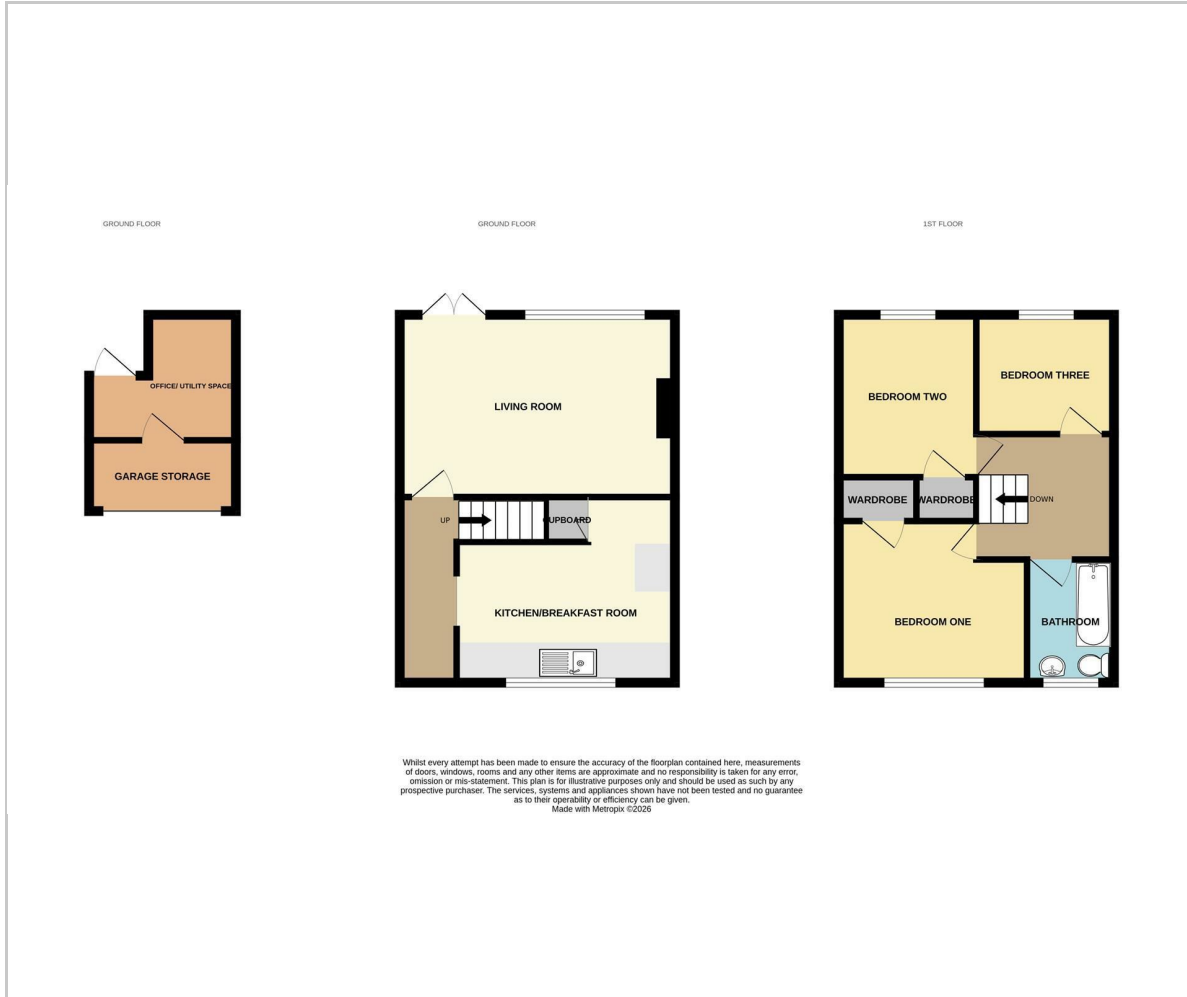 GROUND FLOOR
OFFICE/ UTILITY SPACE
GARAGE STORAGE
GROUND FLOOR
LIVING ROOM
UP
CUPBOARD
KITCHEN/BREAKFAST ROOM
1ST FLOOR
BEDROOM TWO
BEDROOM THREE
WARDROBE
WARDROBE
DOWN
BEDROOM ONE
BATHROOM
Whilst every attempt has been made to ensure the accuracy of the floorplan contained here, measurements
of doors, windows, rooms and any other items are approximate and no responsibility is taken for any error,
omission or mis-statement. This plan is for illustrative purposes only and should be used as such by any
prospective purchaser. The services, systems and appliances shown have not been tested and no guarantee
as to their operability or efficiency can be given.
Made with Metropix ©2026